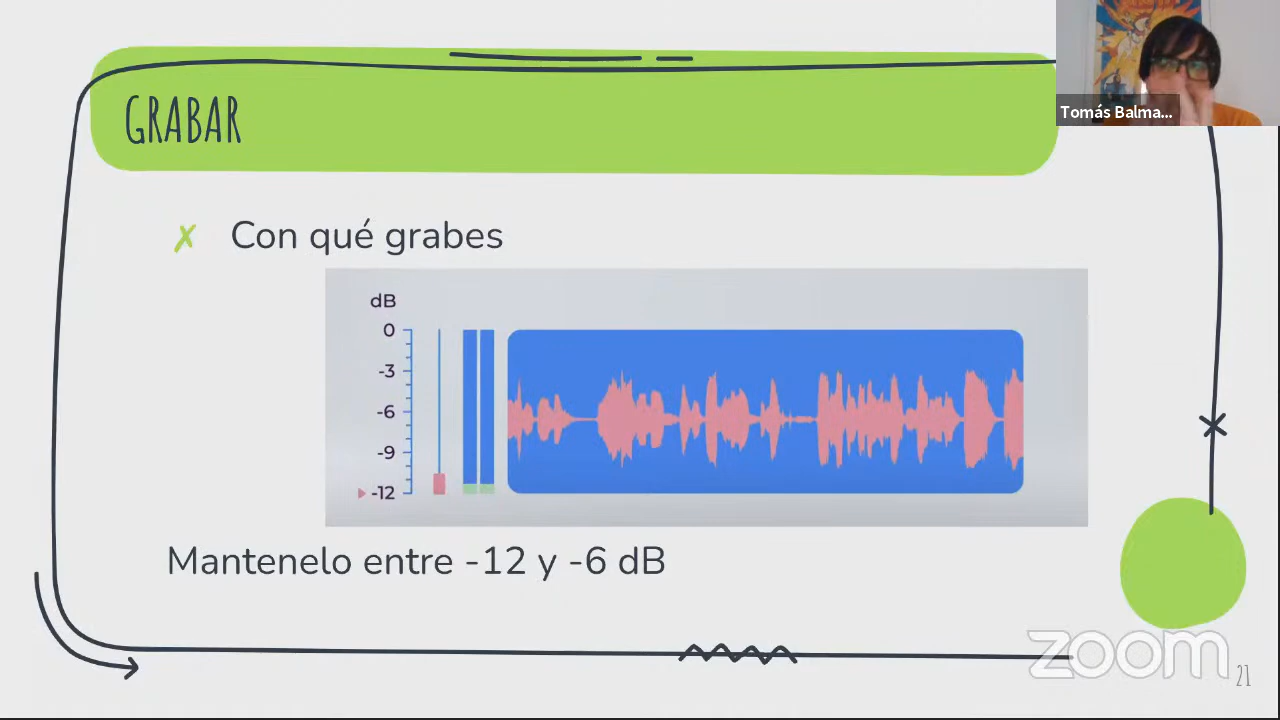 GRABAR
Tomás Balma...
✗ Con qué grabes
dB
0
-3
-6
-9
-12
Mantenelo entre -12 y -6 dB
zoom
21